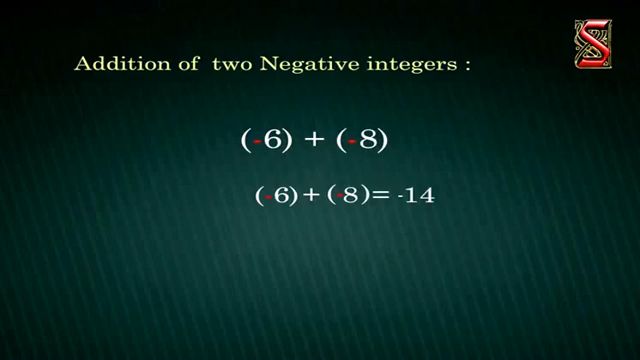 S
Addition of two Negative integers :
(-6) + (-8)
(-6) + (-8) = -14